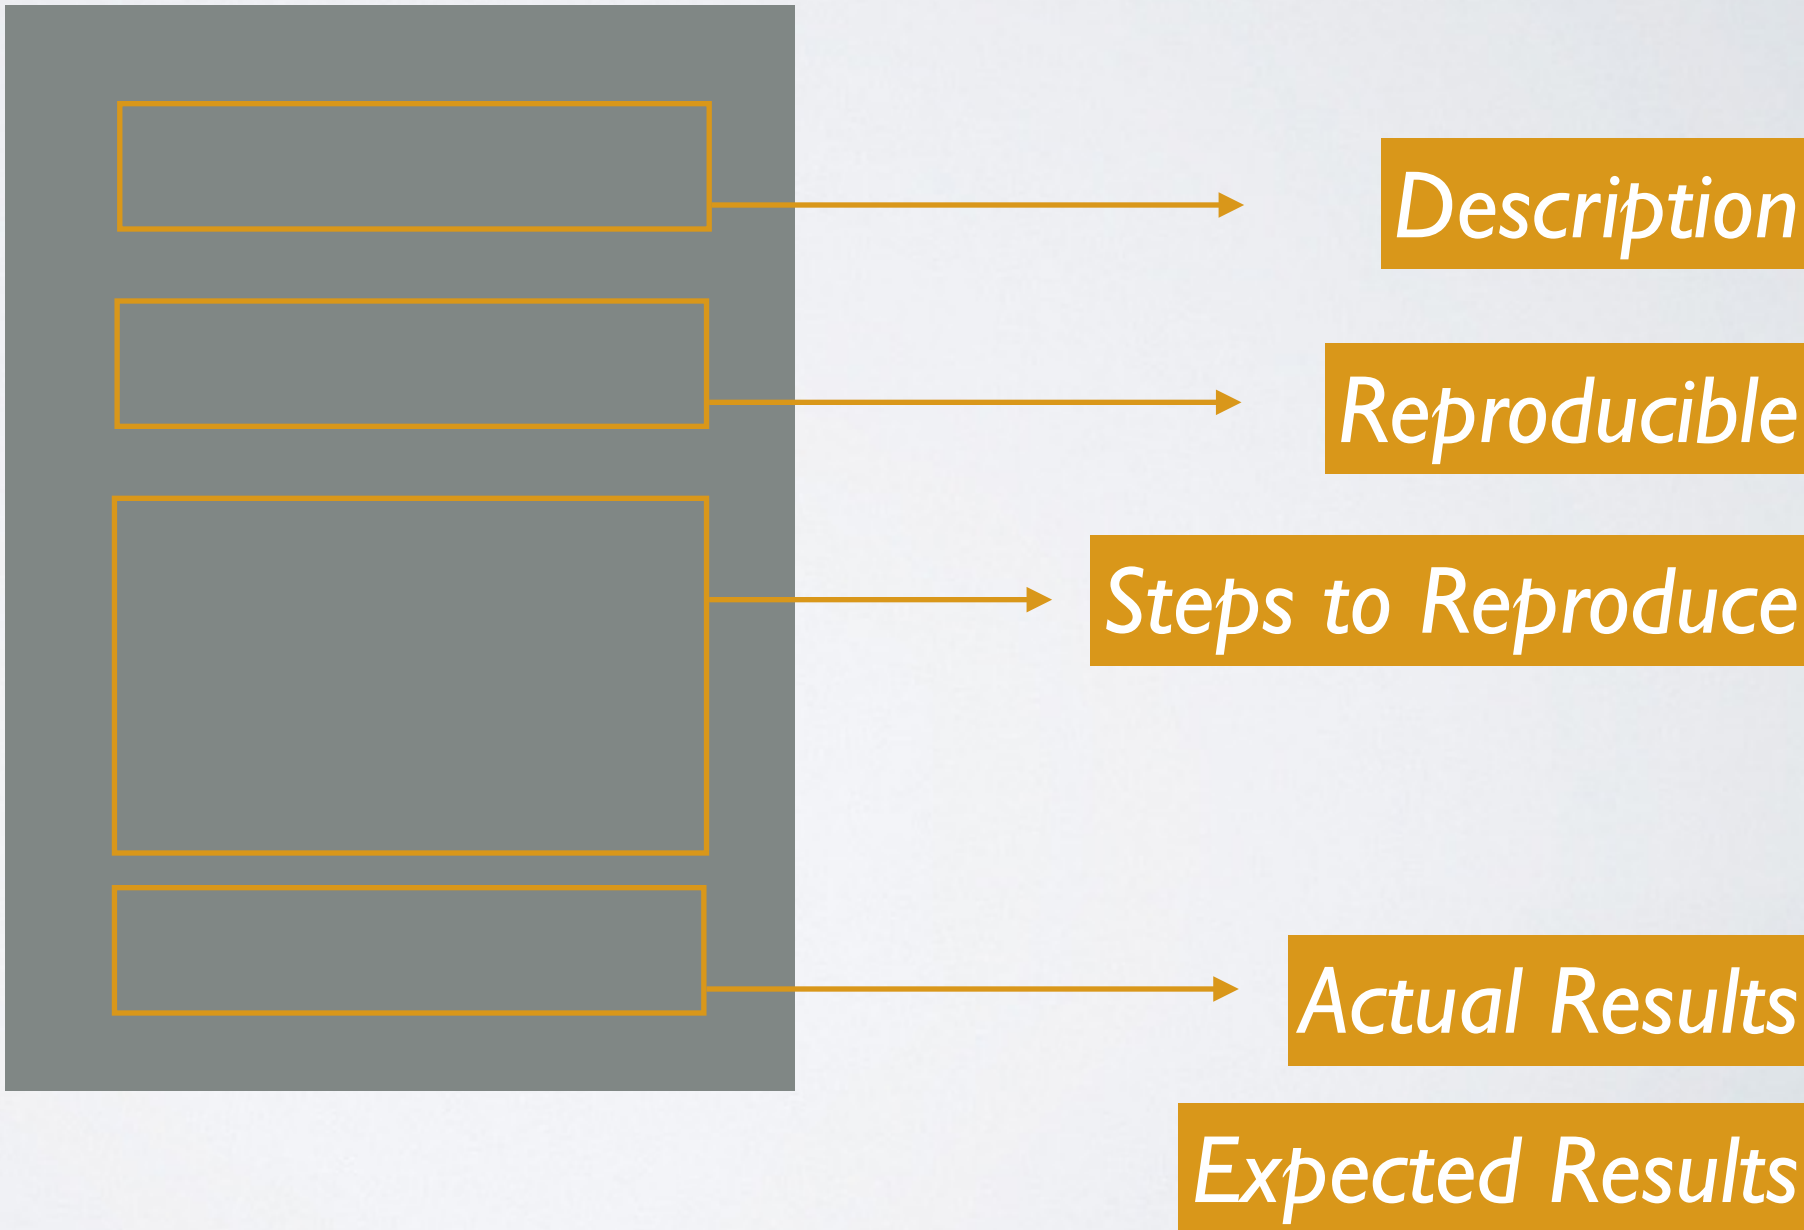 Description
Reproducible
Steps to Reproduce
Actual Results
Expected Results